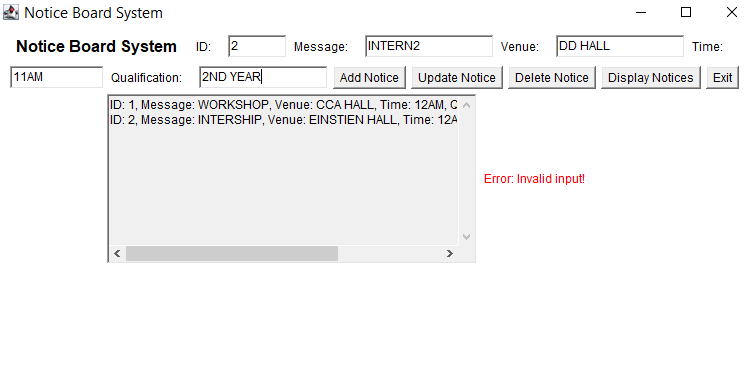 Notice Board System
Notice Board System ID: 2 Message: INTERN2 Venue: DD HALL Time:
11AM Qualification: 2ND YEAR Add Notice Update Notice Delete Notice Display Notices Exit
ID: 1, Message: WORKSHOP, Venue: CCA HALL, Time: 12AM, Q
ID: 2, Message: INTERSHIP, Venue: EINSTIEN HALL, Time: 12A
Error: Invalid input!